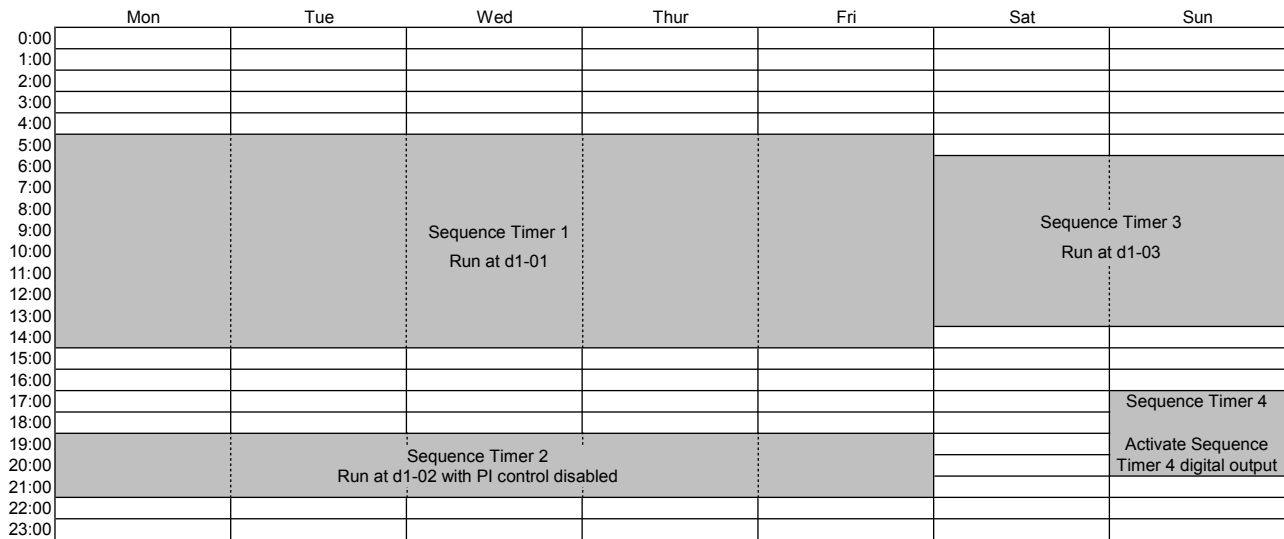 Mon Tue Wed Thur Fri Sat Sun
0:00
1:00
2:00
3:00
4:00
5:00
6:00
7:00
8:00
9:00
10:00
11:00
12:00
13:00
14:00
15:00
16:00
17:00
18:00
19:00
20:00
21:00
22:00
23:00
Sequence Timer 1
Run at d1-01
Sequence Timer 3
Run at d1-03
Sequence Timer 4
Activate Sequence
Timer 4 digital output
Sequence Timer 2
Run at d1-02 with PI control disabled